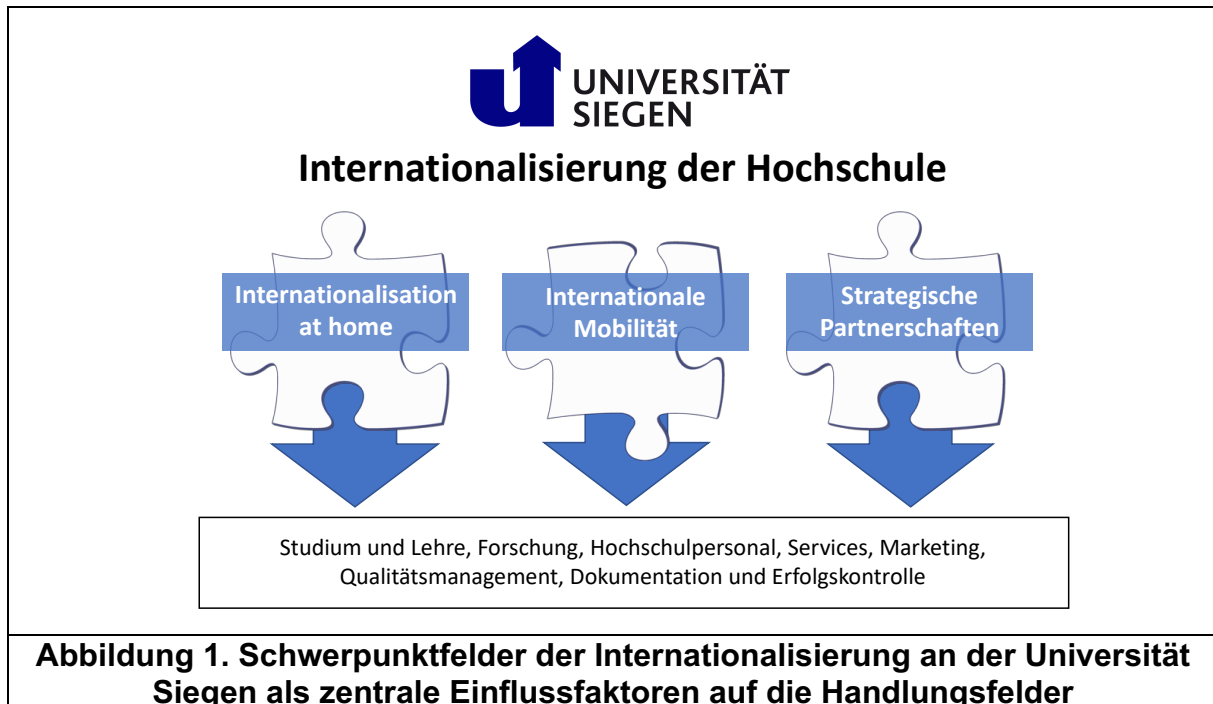 UNIVERSITÄT
SIEGEN
Internationalisierung der Hochschule
Internationalisation
at home
Internationale
Mobilität
Strategische
Partnerschaften
Studium und Lehre, Forschung, Hochschulpersonal, Services, Marketing,
Qualitätsmanagement, Dokumentation und Erfolgskontrolle
Abbildung 1. Schwerpunktfelder der Internationalisierung an der Universität
Siegen als zentrale Einflussfaktoren auf die Handlungsfelder